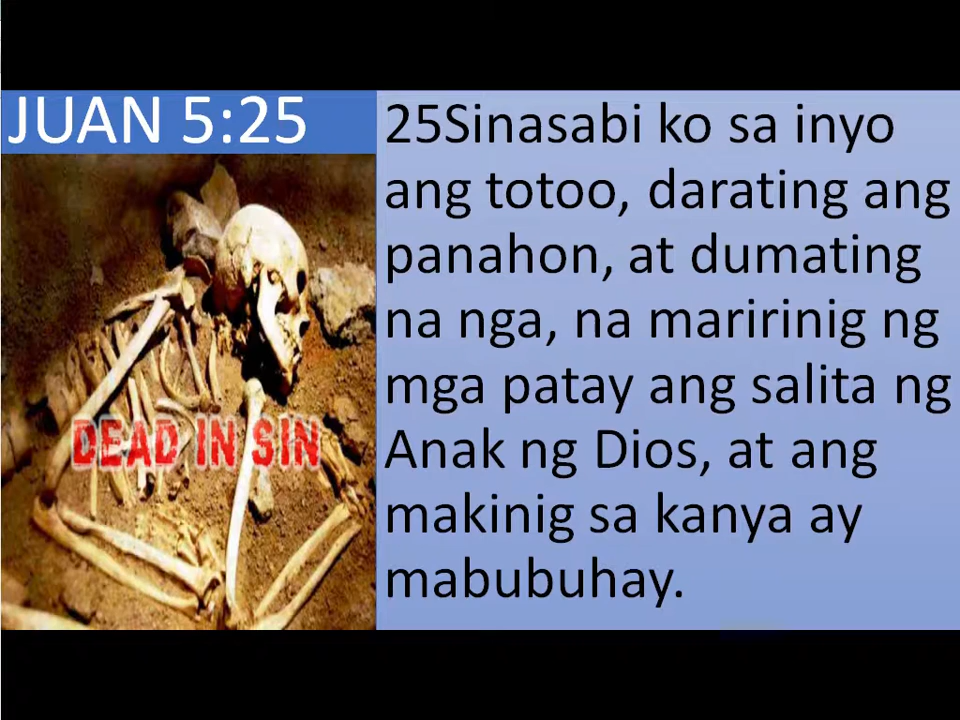 JUAN 5:25
DEAD IN SIN
25Sinasabi ko sa inyo
ang totoo, darating ang
panahon, at dumating
na nga, na maririnig ng
mga patay ang salita ng
Anak ng Dios, at ang
makinig sa kanya ay
mabubuhay.